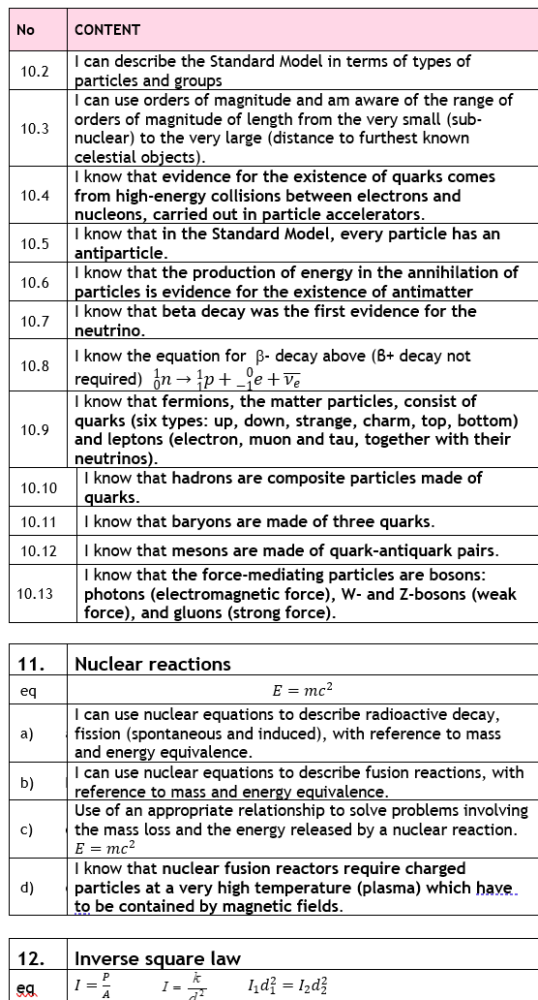 No CONTENT
10.2 I can describe the Standard Model in terms of types of
particles and groups
10.3 I can use orders of magnitude and am aware of the range of
orders of magnitude of length from the very small (sub-
nuclear) to the very large (distance to furthest known
celestial objects).
10.4 I know that evidence for the existence of quarks comes
from high-energy collisions between electrons and
nucleons, carried out in particle accelerators.
10.5 I know that in the Standard Model, every particle has an
antiparticle.
10.6 I know that the production of energy in the annihilation of
particles is evidence for the existence of antimatter
10.7 I know that beta decay was the first evidence for the
neutrino.
10.8 I know the equation for β- decay above (β+ decay not
required) ¹₀n → ¹₁p + ⁰₋₁e + ν̅ₑ
10.9 I know that fermions, the matter particles, consist of
quarks (six types: up, down, strange, charm, top, bottom)
and leptons (electron, muon and tau, together with their
neutrinos).
10.10 I know that hadrons are composite particles made of
quarks.
10.11 I know that baryons are made of three quarks.
10.12 I know that mesons are made of quark-antiquark pairs.
10.13 I know that the force-mediating particles are bosons:
photons (electromagnetic force), W- and Z-bosons (weak
force), and gluons (strong force).
11. Nuclear reactions
eq E = mc²
a) I can use nuclear equations to describe radioactive decay,
fission (spontaneous and induced), with reference to mass
and energy equivalence.
b) I can use nuclear equations to describe fusion reactions, with
reference to mass and energy equivalence.
c) Use of an appropriate relationship to solve problems involving
the mass loss and the energy released by a nuclear reaction.
E = mc²
d) I know that nuclear fusion reactors require charged
particles at a very high temperature (plasma) which have
to be contained by magnetic fields.
12. Inverse square law
eq I = P/A I = k/d² I₁d₁² = I₂d₂²